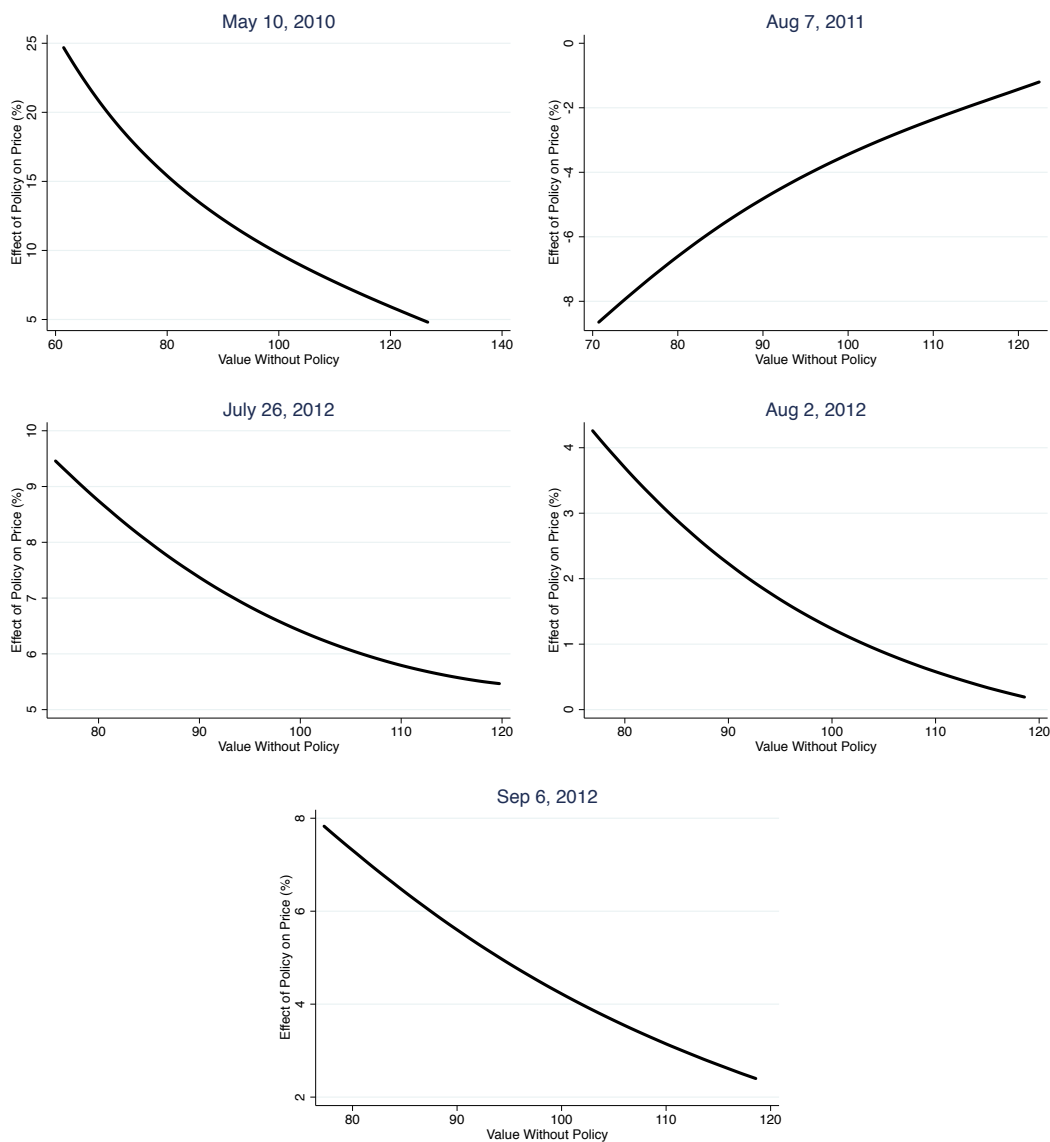 May 10, 2010
Effect of Policy on Price (%)
25
20
15
10
5
60 80 100 120 140
Value Without Policy
Aug 7, 2011
Effect of Policy on Price (%)
0
-2
-4
-6
-8
70 80 90 100 110 120
Value Without Policy
July 26, 2012
Effect of Policy on Price (%)
10
9
8
7
6
5
80 90 100 110 120
Value Without Policy
Aug 2, 2012
Effect of Policy on Price (%)
4
3
2
1
0
80 90 100 110 120
Value Without Policy
Sep 6, 2012
Effect of Policy on Price (%)
8
6
4
2
80 90 100 110 120
Value Without Policy